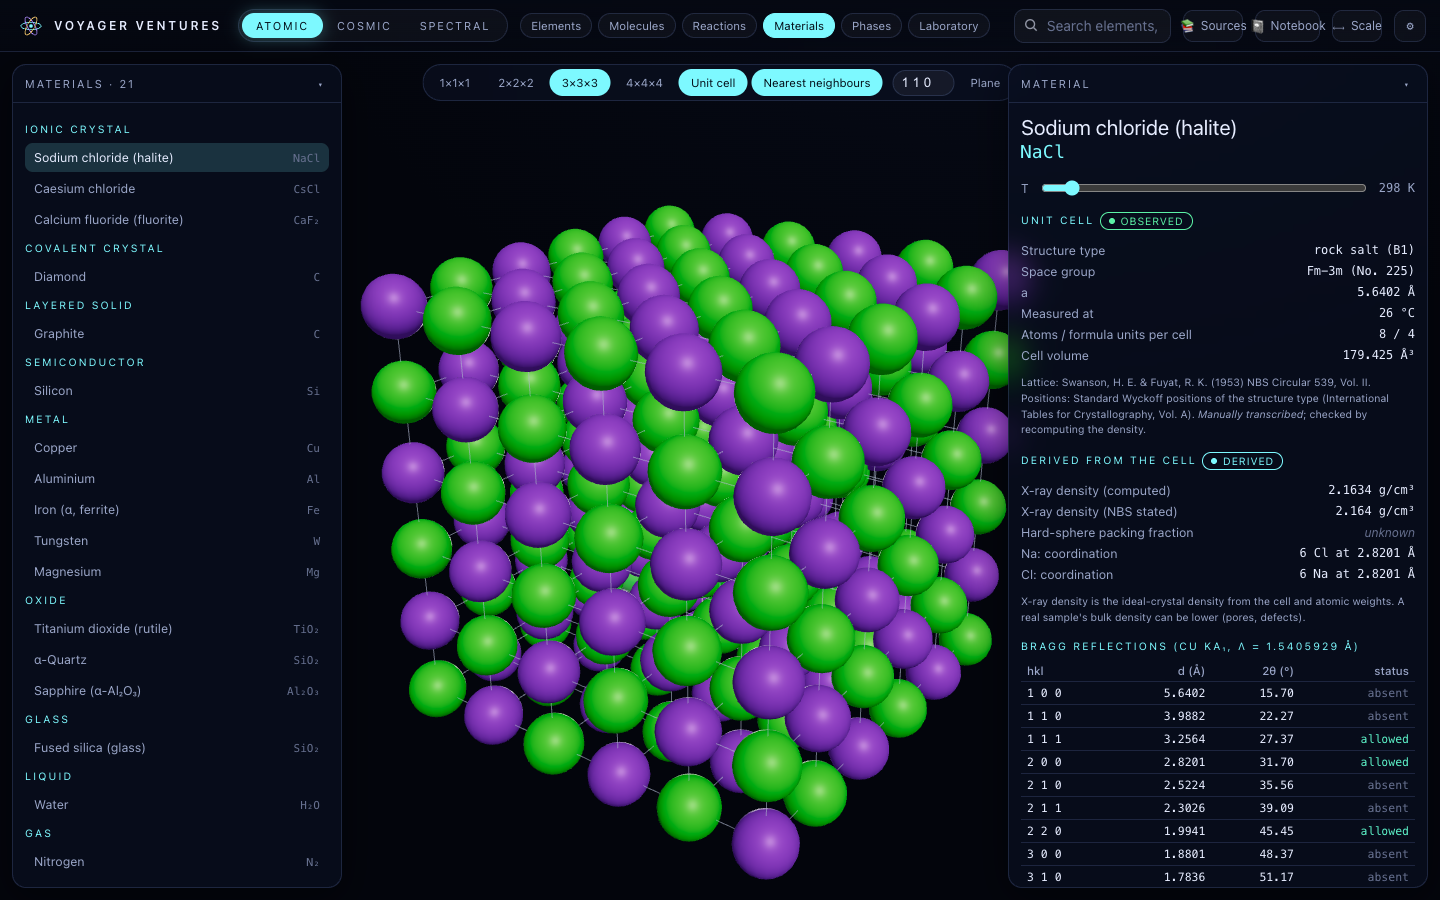 VOYAGER VENTURES
ATOMIC COSMIC SPECTRAL
Elements Molecules Reactions Materials Phases Laboratory
Search elements,
Sources Notebook Scale
MATERIALS · 21
IONIC CRYSTAL
Sodium chloride (halite) NaCl
Caesium chloride CsCl
Calcium fluoride (fluorite) CaF₂
COVALENT CRYSTAL
Diamond C
LAYERED SOLID
Graphite C
SEMICONDUCTOR
Silicon Si
METAL
Copper Cu
Aluminium Al
Iron (α, ferrite) Fe
Tungsten W
Magnesium Mg
OXIDE
Titanium dioxide (rutile) TiO₂
α-Quartz SiO₂
Sapphire (α-Al₂O₃) Al₂O₃
GLASS
Fused silica (glass) SiO₂
LIQUID
Water H₂O
GAS
Nitrogen N₂
1×1×1 2×2×2 3×3×3 4×4×4 Unit cell Nearest neighbours 1 1 0 Plane
MATERIAL
Sodium chloride (halite)
NaCl
T 298 K
UNIT CELL OBSERVED
Structure type rock salt (B1)
Space group Fm−3m (No. 225)
a 5.6402 Å
Measured at 26 °C
Atoms / formula units per cell 8 / 4
Cell volume 179.425 Å³
Lattice: Swanson, H. E. & Fuyat, R. K. (1953) NBS Circular 539, Vol. II.
Positions: Standard Wyckoff positions of the structure type (International
Tables for Crystallography, Vol. A). Manually transcribed; checked by
recomputing the density.
DERIVED FROM THE CELL DERIVED
X-ray density (computed) 2.1634 g/cm³
X-ray density (NBS stated) 2.164 g/cm³
Hard-sphere packing fraction unknown
Na: coordination 6 Cl at 2.8201 Å
Cl: coordination 6 Na at 2.8201 Å
X-ray density is the ideal-crystal density from the cell and atomic weights. A
real sample's bulk density can be lower (pores, defects).
BRAGG REFLECTIONS (CU KΑ₁, Λ = 1.5405929 Å)
hkl d (Å) 2θ (°) status
1 0 0 5.6402 15.70 absent
1 1 0 3.9882 22.27 absent
1 1 1 3.2564 27.37 allowed
2 0 0 2.8201 31.70 allowed
2 1 0 2.5224 35.56 absent
2 1 1 2.3026 39.09 absent
2 2 0 1.9941 45.45 allowed
3 0 0 1.8801 48.37 absent
3 1 0 1.7836 51.17 absent